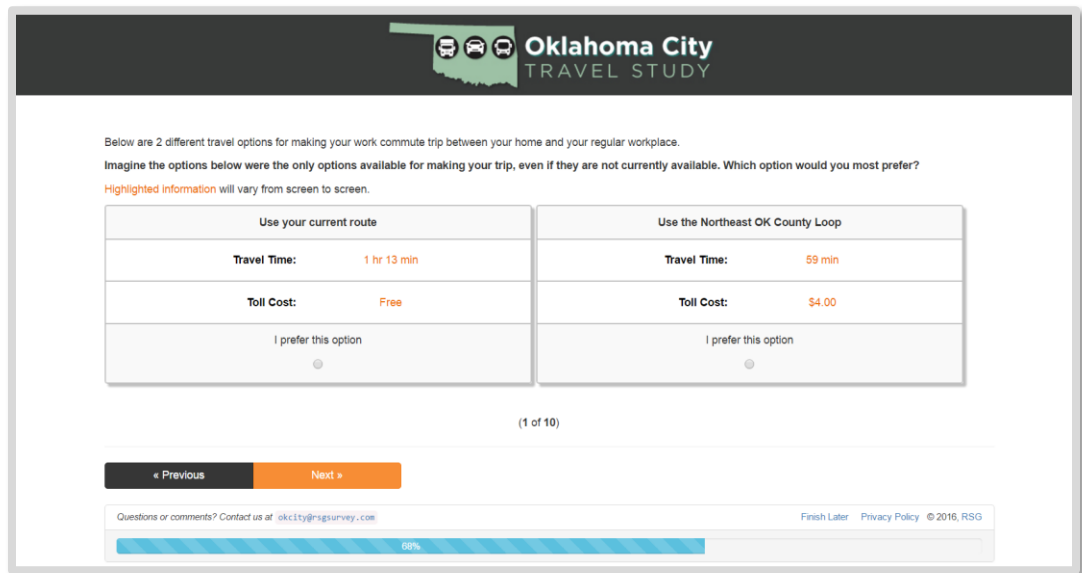 Oklahoma City
TRAVEL STUDY
Below are 2 different travel options for making your work commute trip between your home and your regular workplace.
Imagine the options below were the only options available for making your trip, even if they are not currently available. Which option would you most prefer?
Highlighted information will vary from screen to screen.
Use your current route
Travel Time: 1 hr 13 min
Toll Cost: Free
I prefer this option
Use the Northeast OK County Loop
Travel Time: 59 min
Toll Cost: $4.00
I prefer this option
(1 of 10)
« Previous
Next »
Questions or comments? Contact us at okcity@rsgsurvey.com
Finish Later Privacy Policy © 2016, RSG
68%